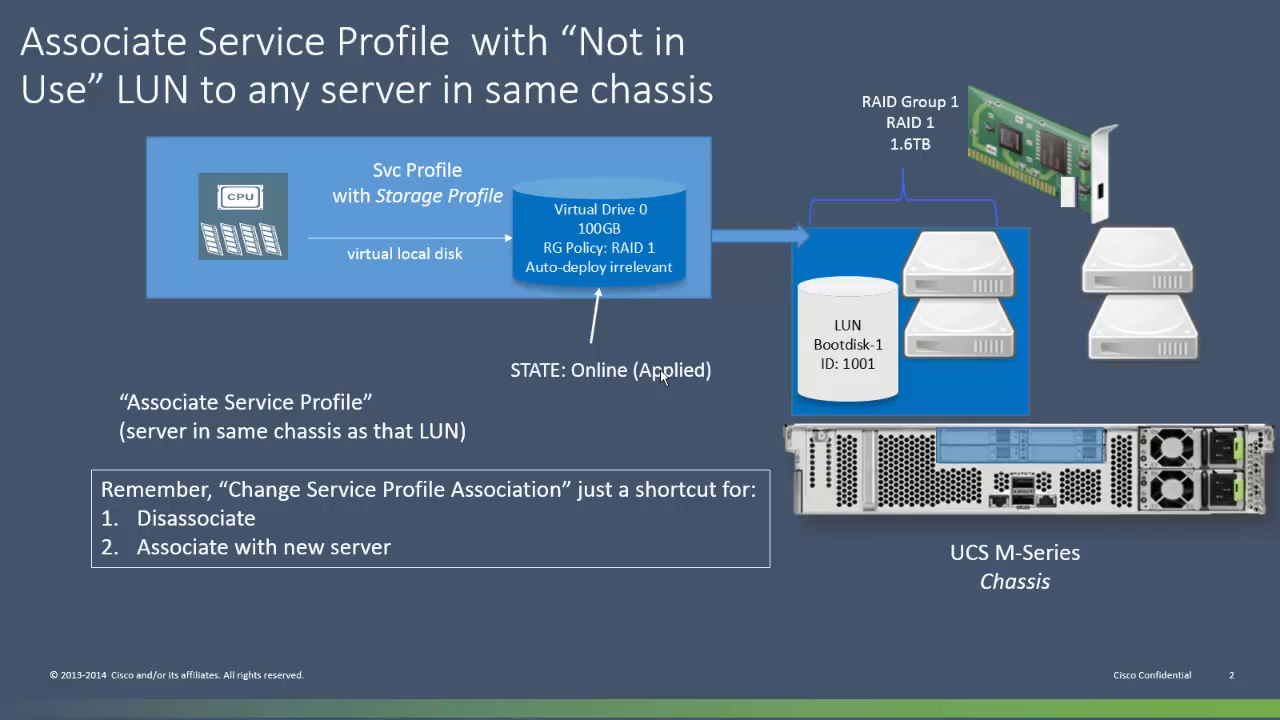 Associate Service Profile with “Not in
Use” LUN to any server in same chassis
RAID Group 1
RAID 1
1.6TB
CPU
Svc Profile
with Storage Profile
virtual local disk
Virtual Drive 0
100GB
RG Policy: RAID 1
Auto-deploy irrelevant
LUN
Bootdisk-1
ID: 1001
STATE: Online (Applied)
“Associate Service Profile”
(server in same chassis as that LUN)
Remember, “Change Service Profile Association” just a shortcut for:
1. Disassociate
2. Associate with new server
UCS M-Series
Chassis
© 2013-2014 Cisco and/or its affiliates. All rights reserved.
Cisco Confidential
2